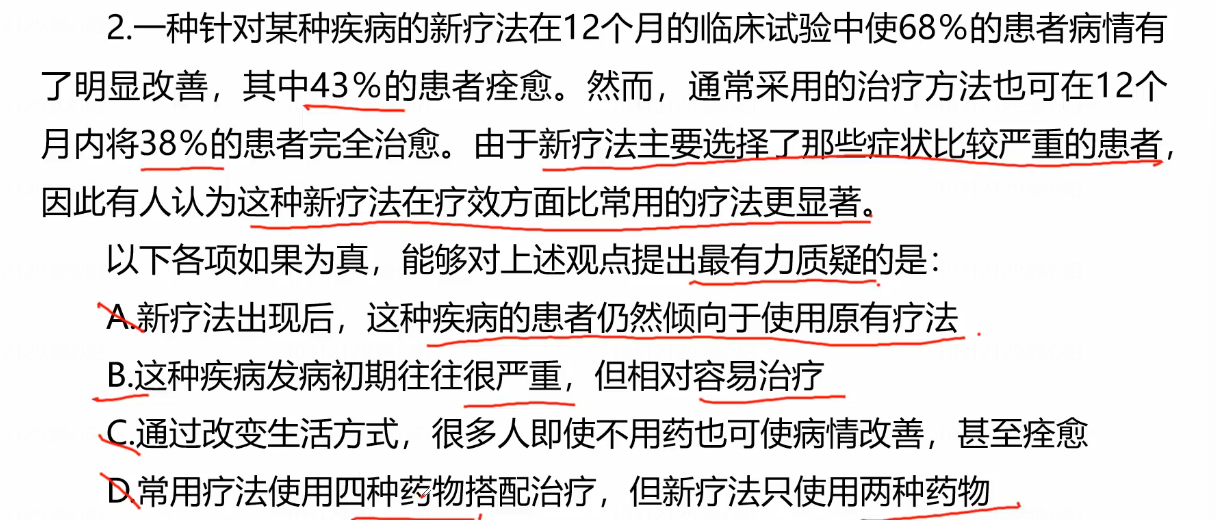 2.一种针对某种疾病的新疗法在12个月的临床试验中使68%的患者病情有
了明显改善，其中43%的患者痊愈。然而，通常采用的治疗方法也可在12个
月内将38%的患者完全治愈。由于新疗法主要选择了那些症状比较严重的患者，
因此有人认为这种新疗法在疗效方面比常用的疗法更显著。
以下各项如果为真，能够对上述观点提出最有力质疑的是：
A.新疗法出现后，这种疾病的患者仍然倾向于使用原有疗法
B.这种疾病发病初期往往很严重，但相对容易治疗
C.通过改变生活方式，很多人即使不用药也可使病情改善，甚至痊愈
D.常用疗法使用四种药物搭配治疗，但新疗法只使用两种药物